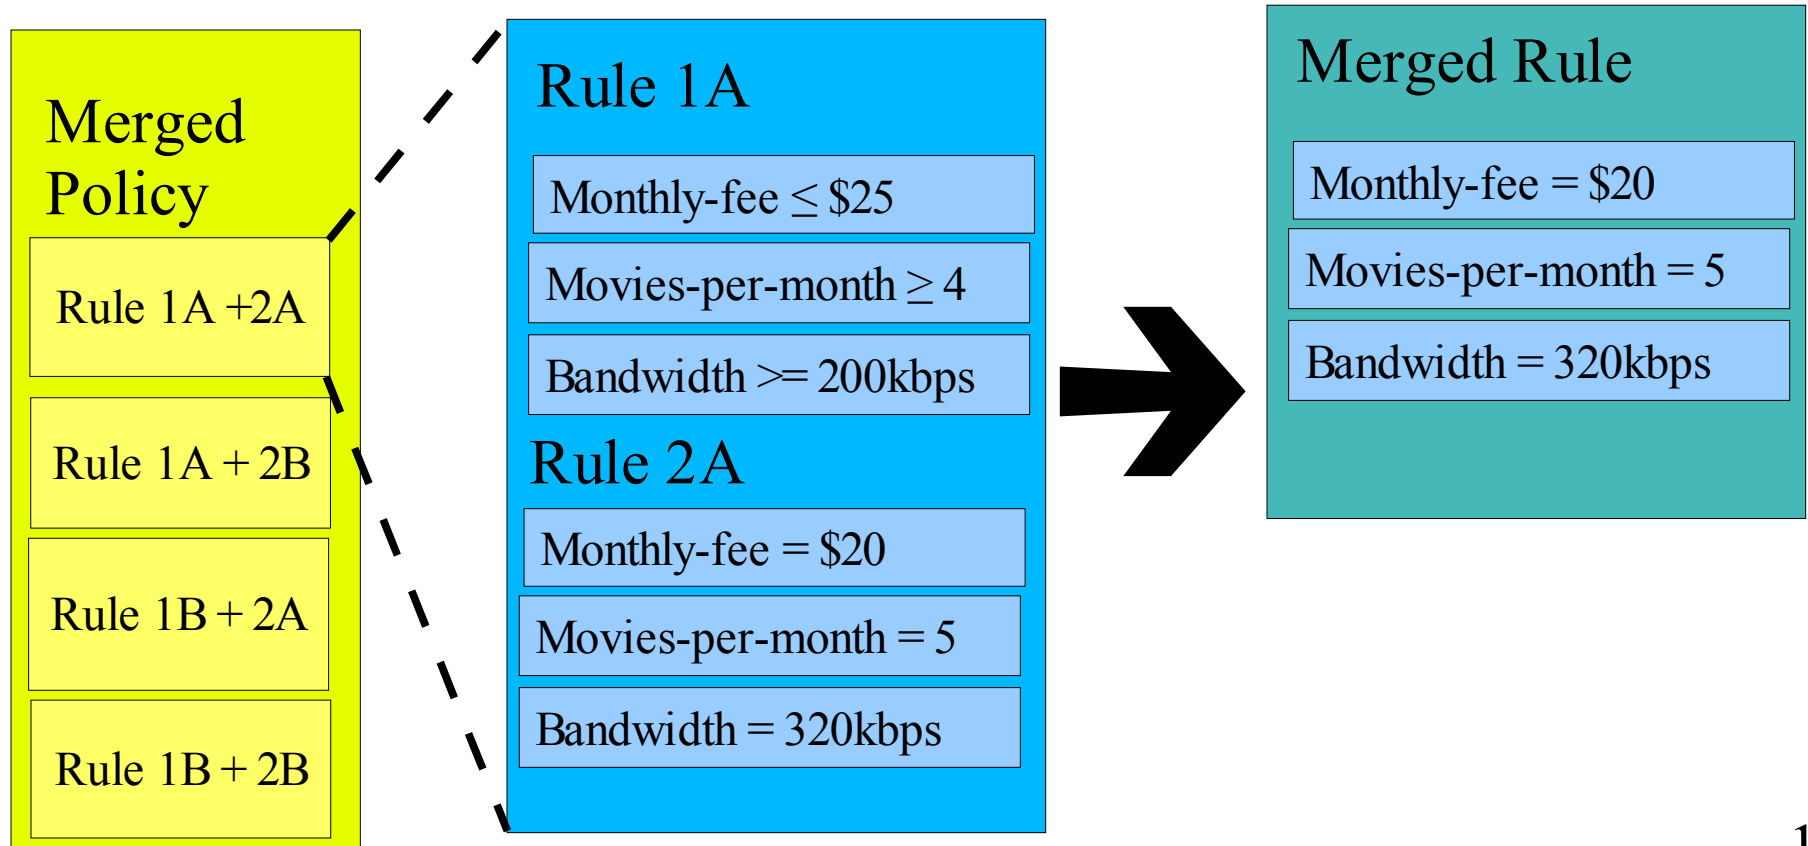 Merged
Policy
Rule 1A +2A
Rule 1A + 2B
Rule 1B + 2A
Rule 1B + 2B
Rule 1A
Monthly-fee ≤ $25
Movies-per-month ≥ 4
Bandwidth >= 200kbps
Rule 2A
Monthly-fee = $20
Movies-per-month = 5
Bandwidth = 320kbps
Merged Rule
Monthly-fee = $20
Movies-per-month = 5
Bandwidth = 320kbps